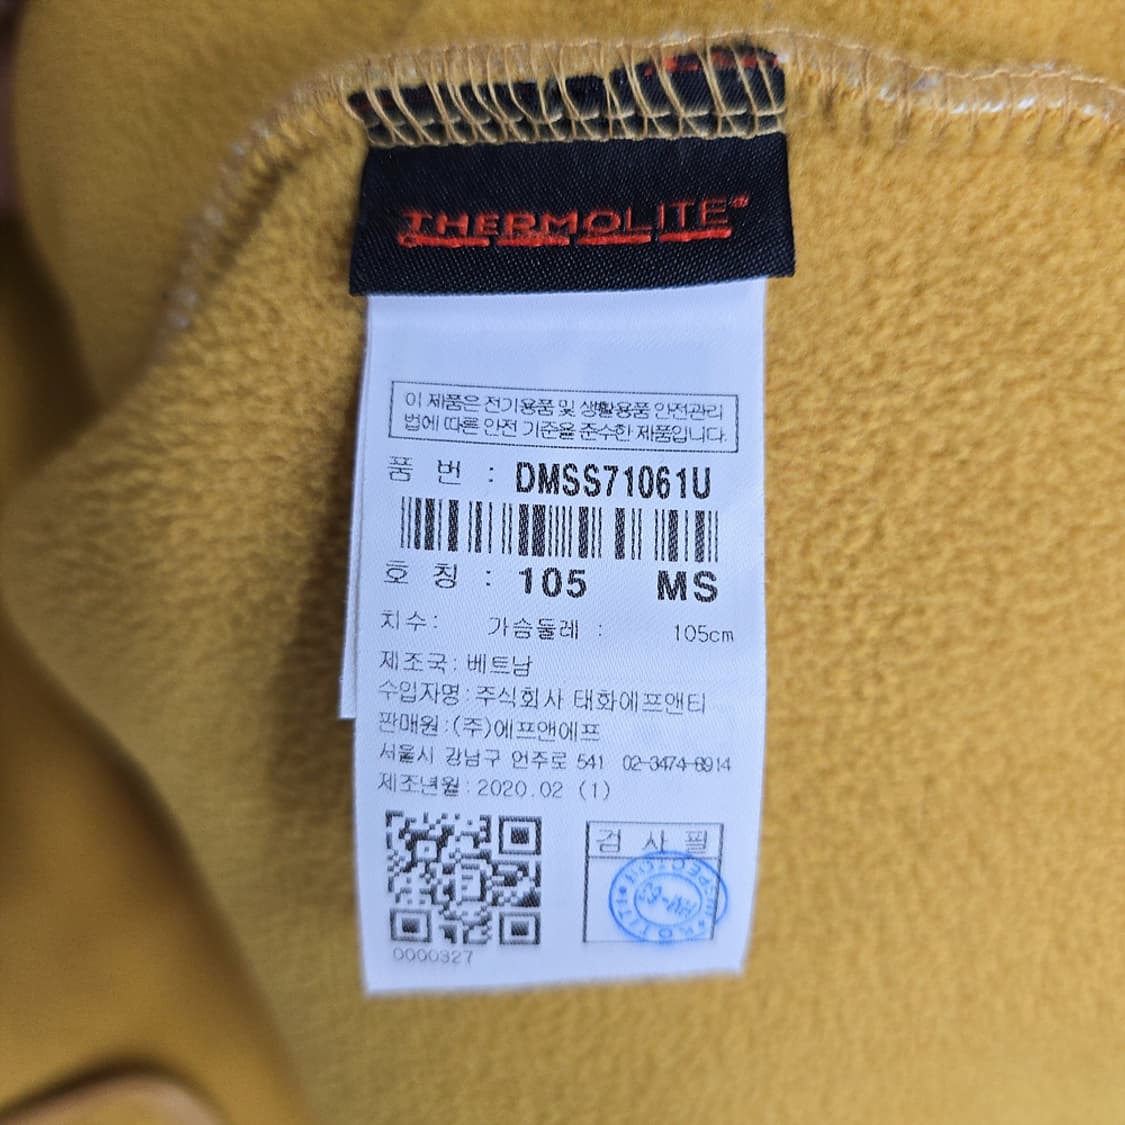 THERMOLITE®
이 제품은 전기용품 및 생활용품 안전관리
법에 따른 안전 기준을 준수한 제품입니다.
품 번 : DMSS71061U
호 칭 : 105 MS
치수: 가슴둘레 : 105cm
제조국: 베트남
수입자명: 주식회사 태화에프앤티
판매원:(주)에프앤에프
서울시 강남구 언주로 541 02-3474-8914
제조년월: 2020.02 (1)
검 사 필
0000327